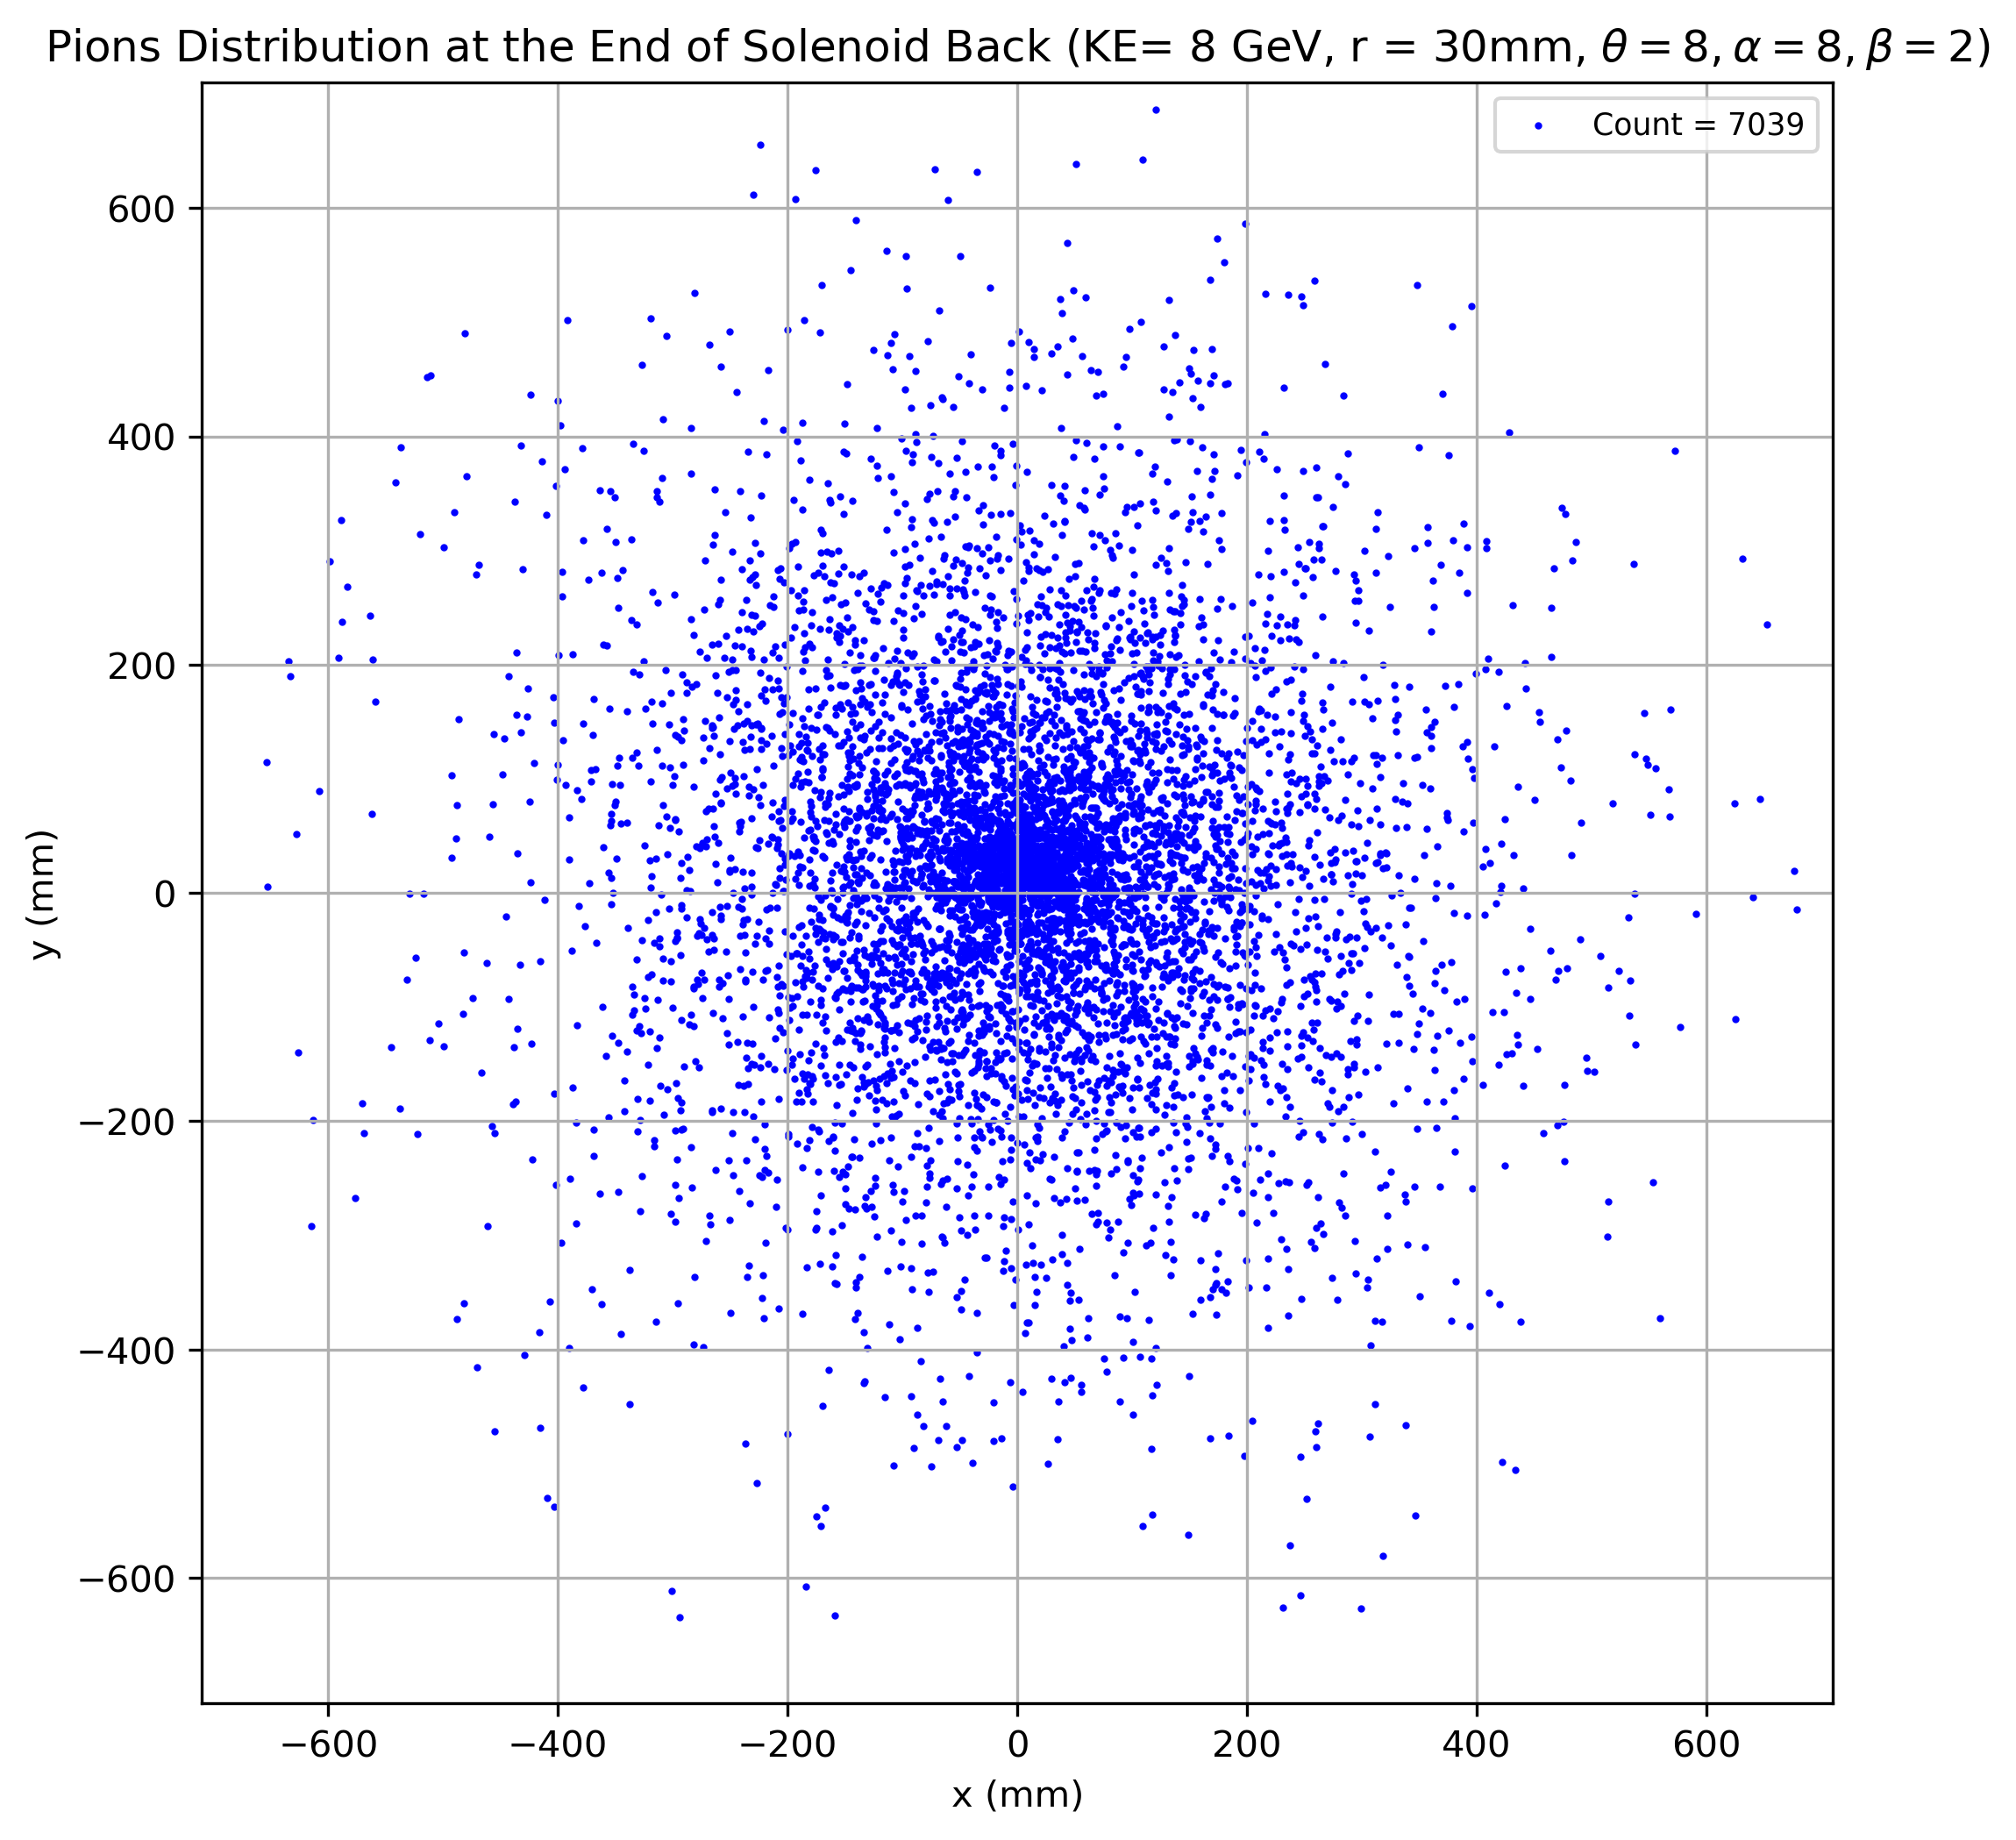 Pions Distribution at the End of Solenoid Back (KE= 8 GeV, r = 30mm, θ = 8, α = 8, β = 2)
Count = 7039
600
400
200
0
−200
−400
−600
y (mm)
−600 −400 −200 0 200 400 600
x (mm)